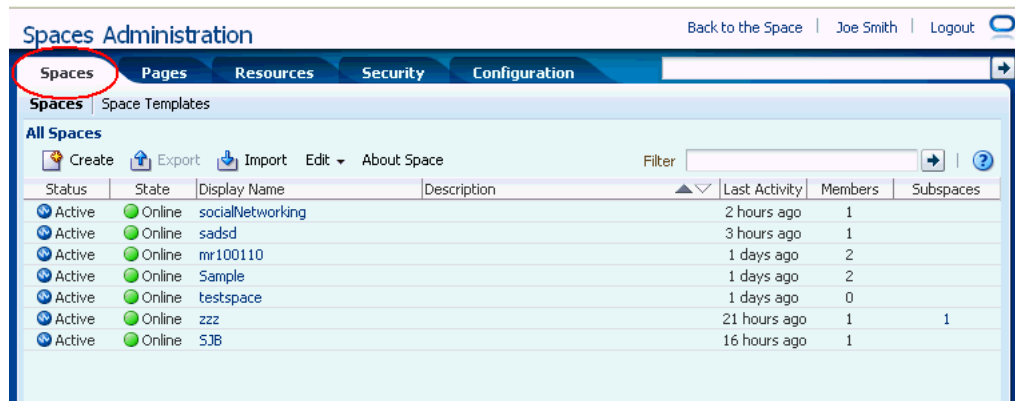 Spaces Administration Back to the Space | Joe Smith | Logout
Spaces Pages Resources Security Configuration
Spaces | Space Templates
All Spaces
Create Export Import Edit About Space Filter
Status State Display Name Description Last Activity Members Subspaces
Active Online socialNetworking 2 hours ago 1
Active Online sadsd 3 hours ago 1
Active Online mr100110 1 days ago 2
Active Online Sample 1 days ago 2
Active Online testspace 1 days ago 0
Active Online zzz 21 hours ago 1 1
Active Online SJB 16 hours ago 1